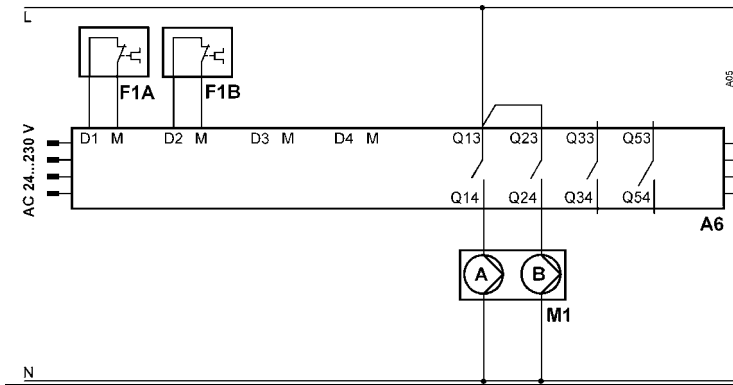 L
F1A F1B
A05
D1 M D2 M D3 M D4 M Q13 Q23 Q33 Q53
AC 24...230 V
Q14 Q24 Q34 Q54
A6
A B
M1
N